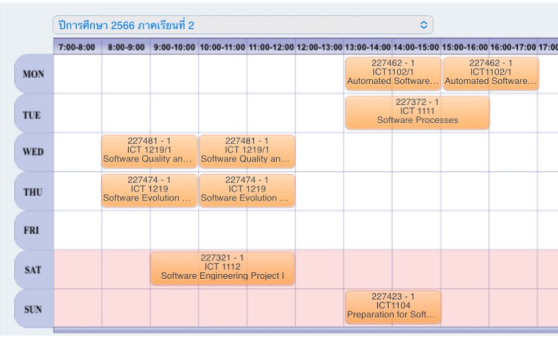 ปีการศึกษา 2566 ภาคเรียนที่ 2
7:00-8:00 8:00-9:00 9:00-10:00 10:00-11:00 11:00-12:00 12:00-13:00 13:00-14:00 14:00-15:00 15:00-16:00 16:00-17:00 17:00
MON
227462 - 1
ICT1102/1
Automated Software...
227462 - 1
ICT1102/1
Automated Software...
TUE
227372 - 1
ICT 1111
Software Processes
WED
227481 - 1
ICT 1219/1
Software Quality an...
227481 - 1
ICT 1219/1
Software Quality an...
THU
227474 - 1
ICT 1219
Software Evolution ...
227474 - 1
ICT 1219
Software Evolution ...
FRI
SAT
227321 - 1
ICT 1112
Software Engineering Project I
SUN
227423 - 1
ICT1104
Preparation for Soft...